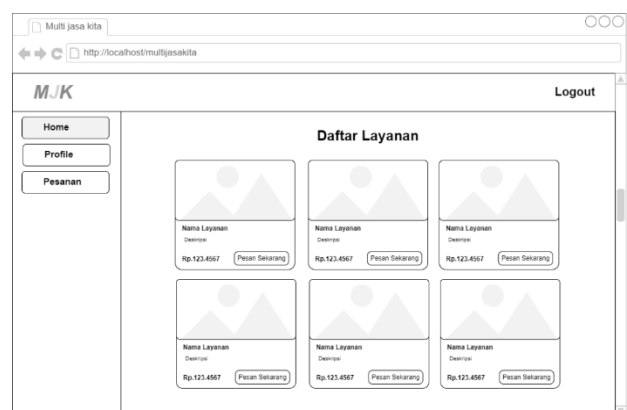 Multi jasa kita
http://localhost/multijasakita
MJK
Logout
Home
Profile
Pesanan
Daftar Layanan
Nama Layanan
Deskripsi
Rp.123.4567
Pesan Sekarang
Nama Layanan
Deskripsi
Rp.123.4567
Pesan Sekarang
Nama Layanan
Deskripsi
Rp.123.4567
Pesan Sekarang
Nama Layanan
Deskripsi
Rp.123.4567
Pesan Sekarang
Nama Layanan
Deskripsi
Rp.123.4567
Pesan Sekarang
Nama Layanan
Deskripsi
Rp.123.4567
Pesan Sekarang